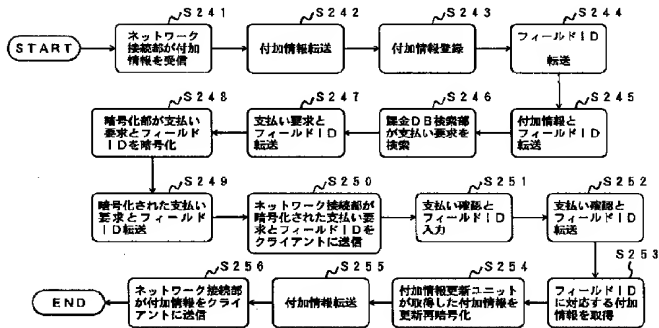 START
S241
ネットワーク
接続部が付加
情報を受信
S242
付加情報転送
S243
付加情報登録
S244
フィールドID
転送
S245
付加情報と
フィールドID
転送
S246
課金DB検索部
が支払い要求を
検索
S247
支払い要求と
フィールドID
転送
S248
暗号化部が支払い
要求とフィールド
IDを暗号化
S249
暗号化された支払い
要求とフィールド
ID転送
S250
ネットワーク接続部が
暗号化された支払い要
求とフィールドIDを
クライアントに送信
S251
支払い確認と
フィールドID
入力
S252
支払い確認と
フィールドID
転送
S253
フィールドID
に対応する付加
情報を取得
S254
付加情報更新ユニット
が取得した付加情報を
更新再暗号化
S255
付加情報転送
S256
ネットワーク接続部
が付加情報をクライ
アントに送信
END